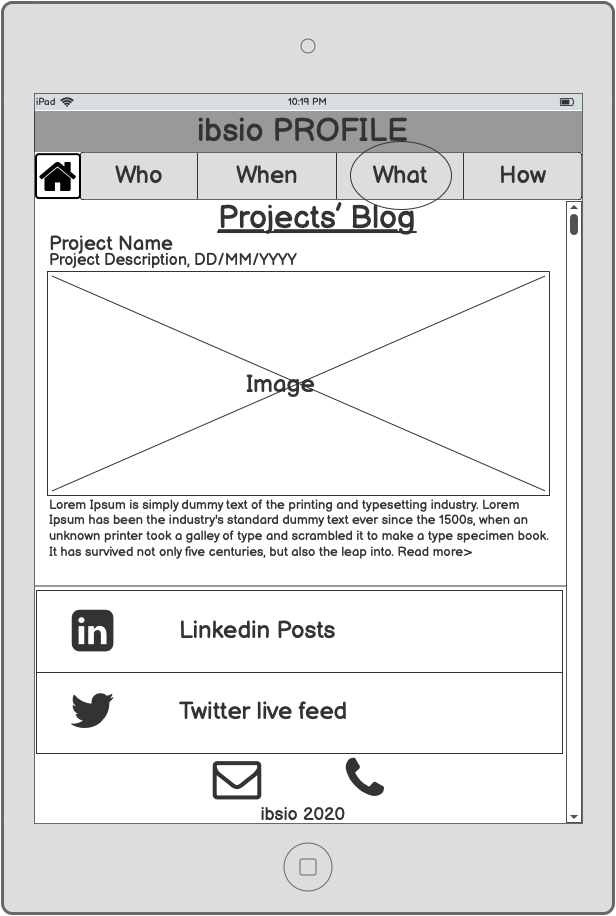 iPad 10:19 PM
ibsio PROFILE
Who When What How
Projects' Blog
Project Name
Project Description, DD/MM/YYYY
Image
Lorem Ipsum is simply dummy text of the printing and typesetting industry. Lorem
Ipsum has been the industry's standard dummy text ever since the 1500s, when an
unknown printer took a galley of type and scrambled it to make a type specimen book.
It has survived not only five centuries, but also the leap into. Read more>
in Linkedin Posts
Twitter live feed
ibsio 2020